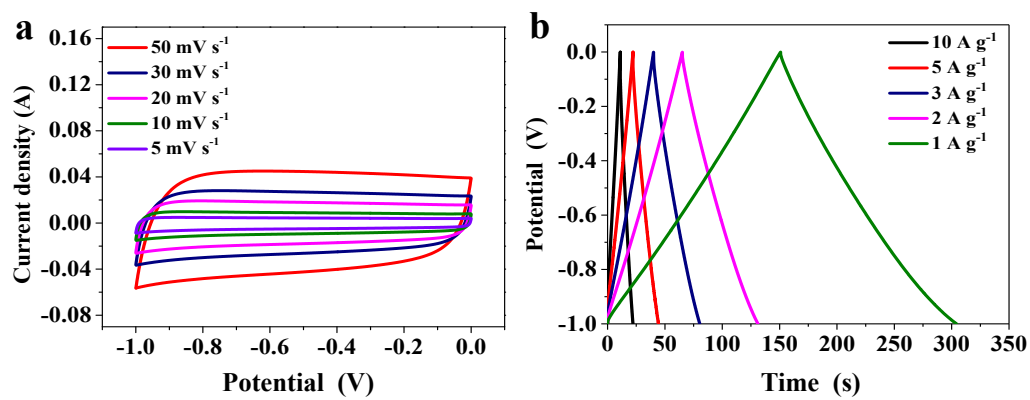 a
50 mV s⁻¹
30 mV s⁻¹
20 mV s⁻¹
10 mV s⁻¹
5 mV s⁻¹
0.16
0.12
0.08
0.04
0.00
-0.04
-0.08
Current density (A)
-1.0 -0.8 -0.6 -0.4 -0.2 0.0
Potential (V)
b
10 A g⁻¹
5 A g⁻¹
3 A g⁻¹
2 A g⁻¹
1 A g⁻¹
0.0
-0.2
-0.4
-0.6
-0.8
-1.0
Potential (V)
0 50 100 150 200 250 300 350
Time (s)